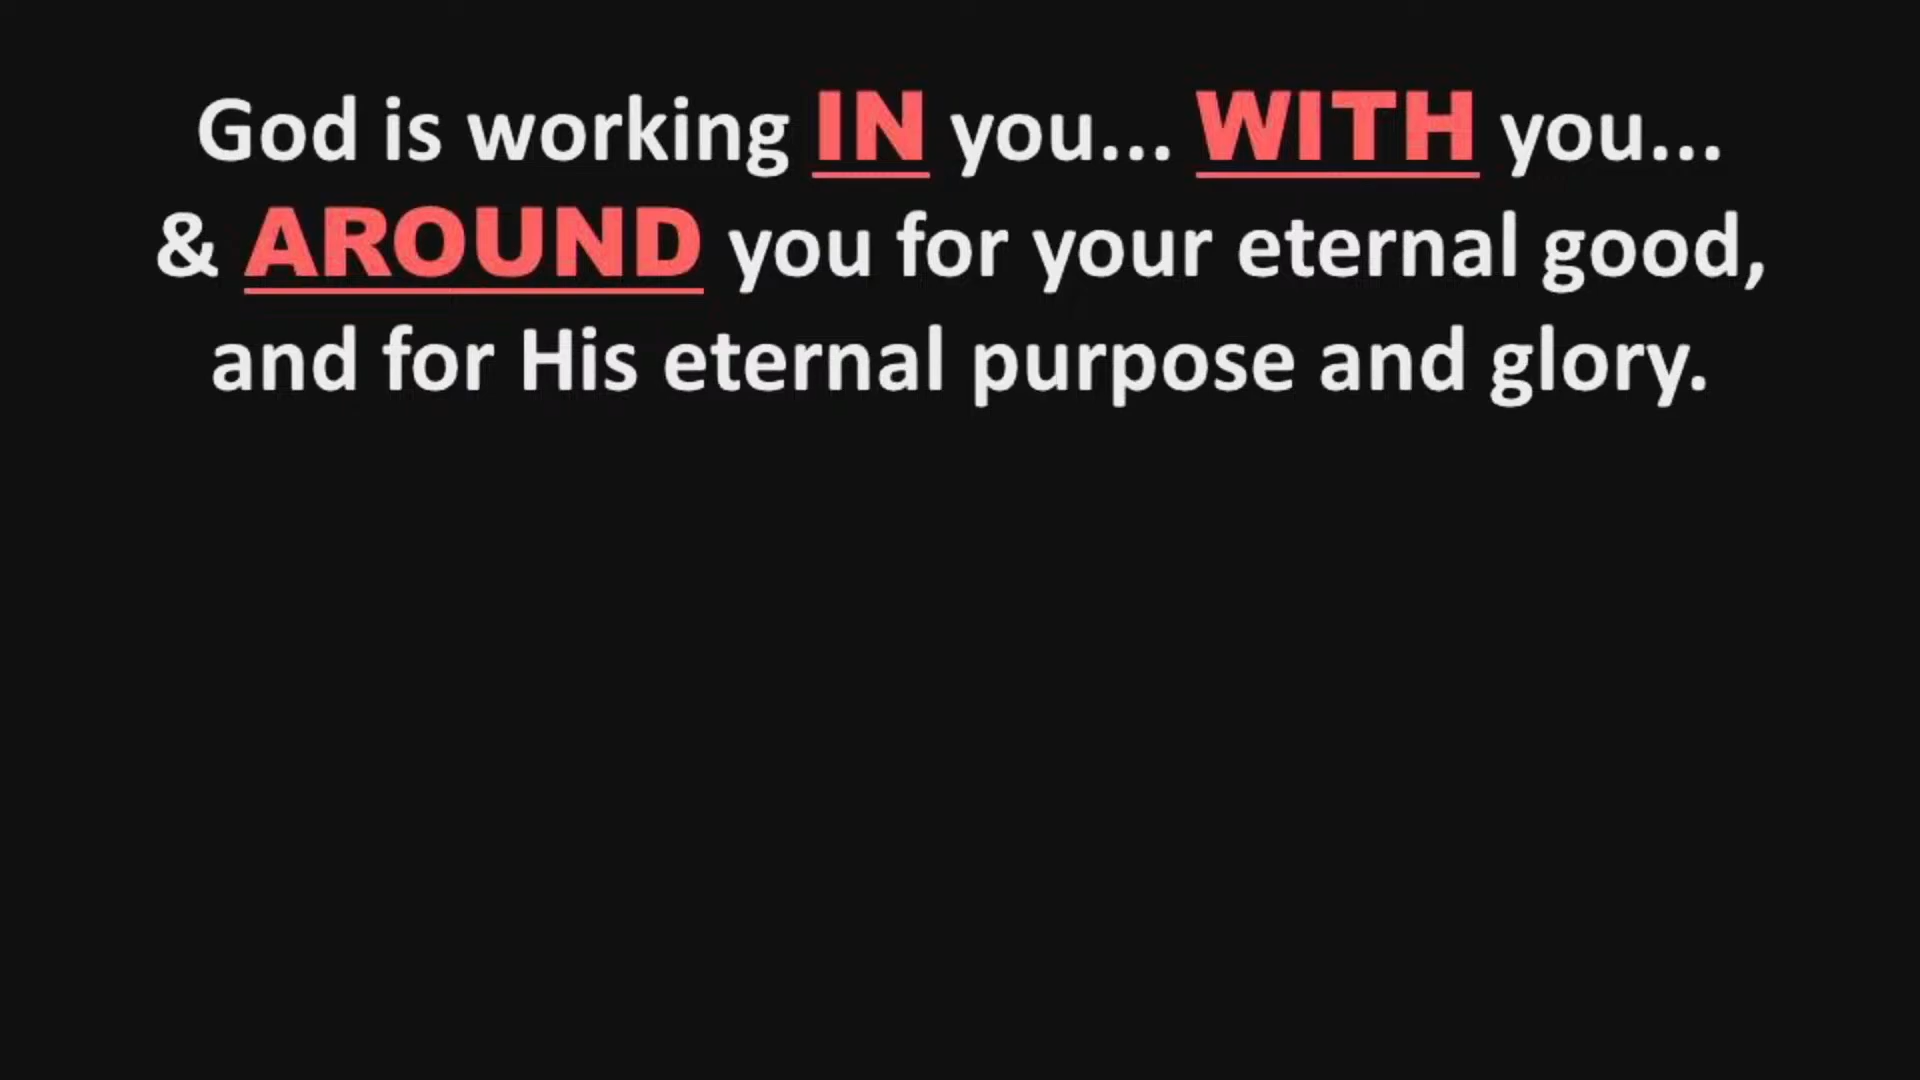 God is working IN you... WITH you...
& AROUND you for your eternal good,
and for His eternal purpose and glory.